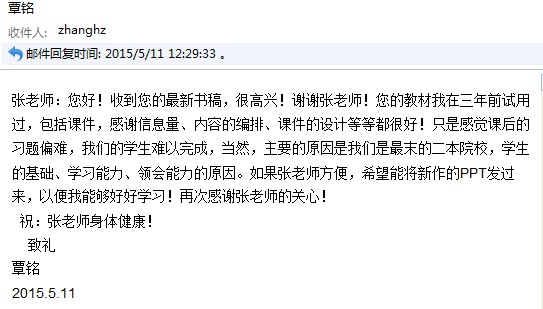 覃铭
收件人: zhanghz
邮件回复时间: 2015/5/11 12:29:33 。
张老师：您好！收到您的最新书稿，很高兴！谢谢张老师！您的教材我在三年前试用
过，包括课件，感谢信息量、内容的编排、课件的设计等等都很好！只是感觉课后的
习题偏难，我们的学生难以完成，当然，主要的原因是我们是最末的二本院校，学生
的基础、学习能力、领会能力的原因。如果张老师方便，希望能将新作的PPT发过
来，以便我能够好好学习！再次感谢张老师的关心！
祝：张老师身体健康！
致礼
覃铭
2015.5.11